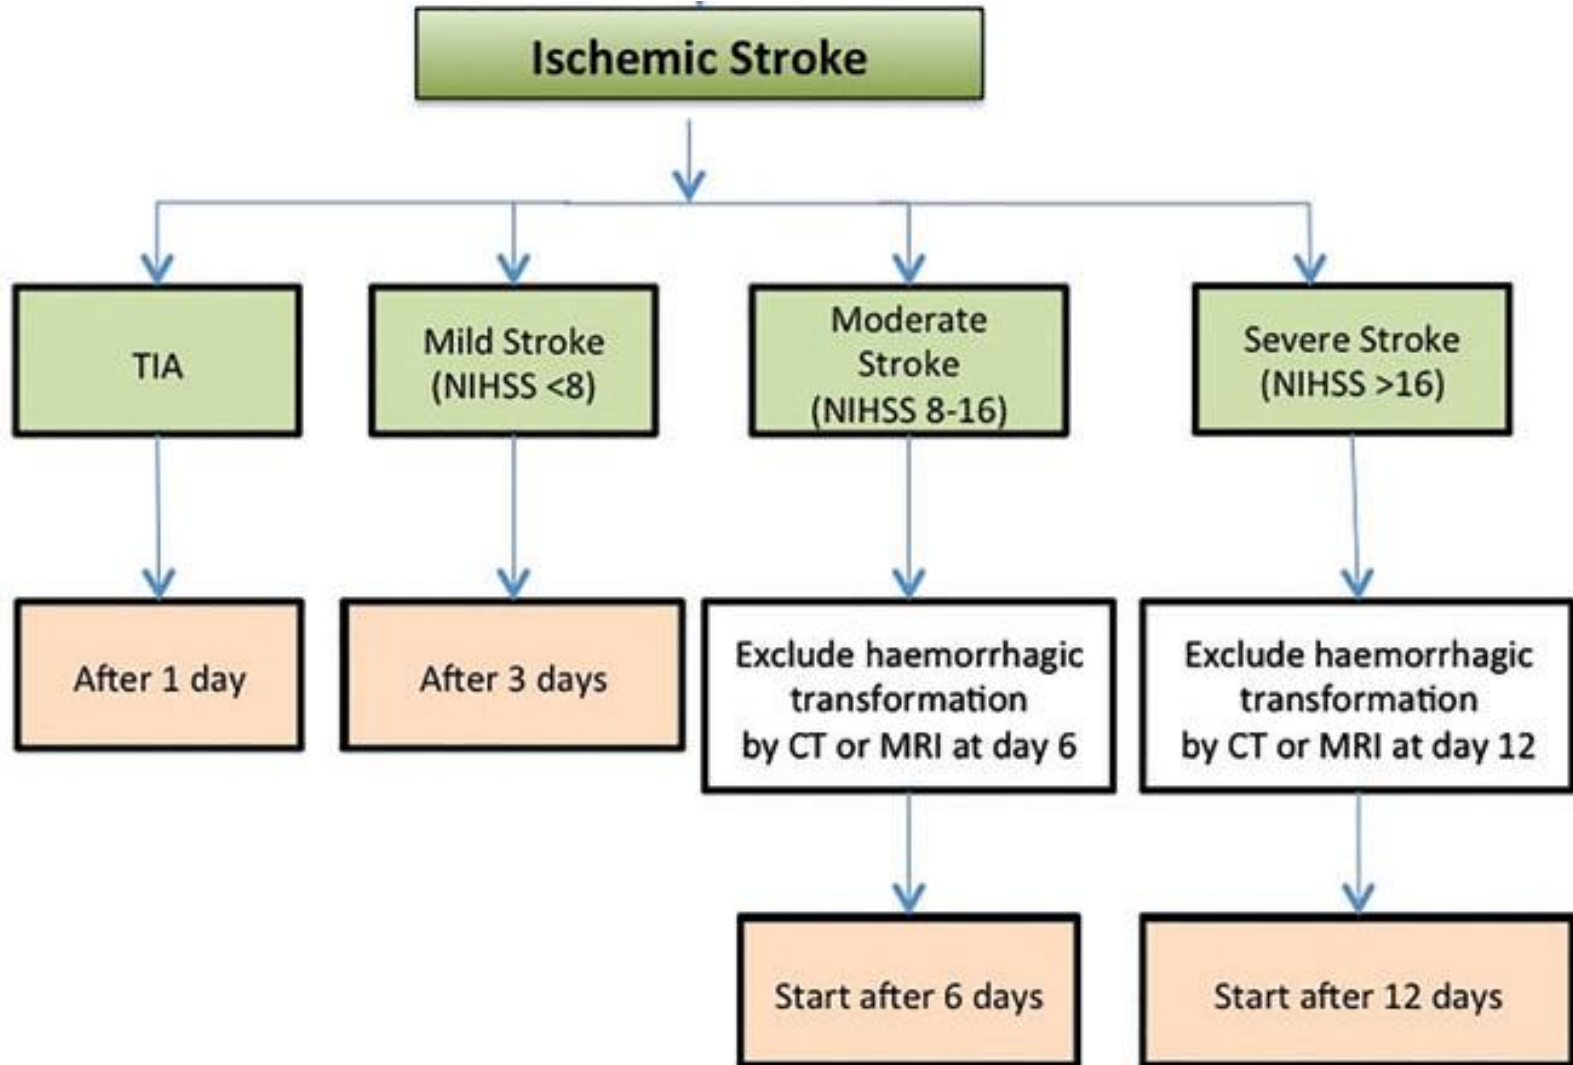 Ischemic Stroke
TIA
Mild Stroke
(NIHSS <8)
Moderate
Stroke
(NIHSS 8-16)
Severe Stroke
(NIHSS >16)
After 1 day
After 3 days
Exclude haemorrhagic
transformation
by CT or MRI at day 6
Exclude haemorrhagic
transformation
by CT or MRI at day 12
Start after 6 days
Start after 12 days